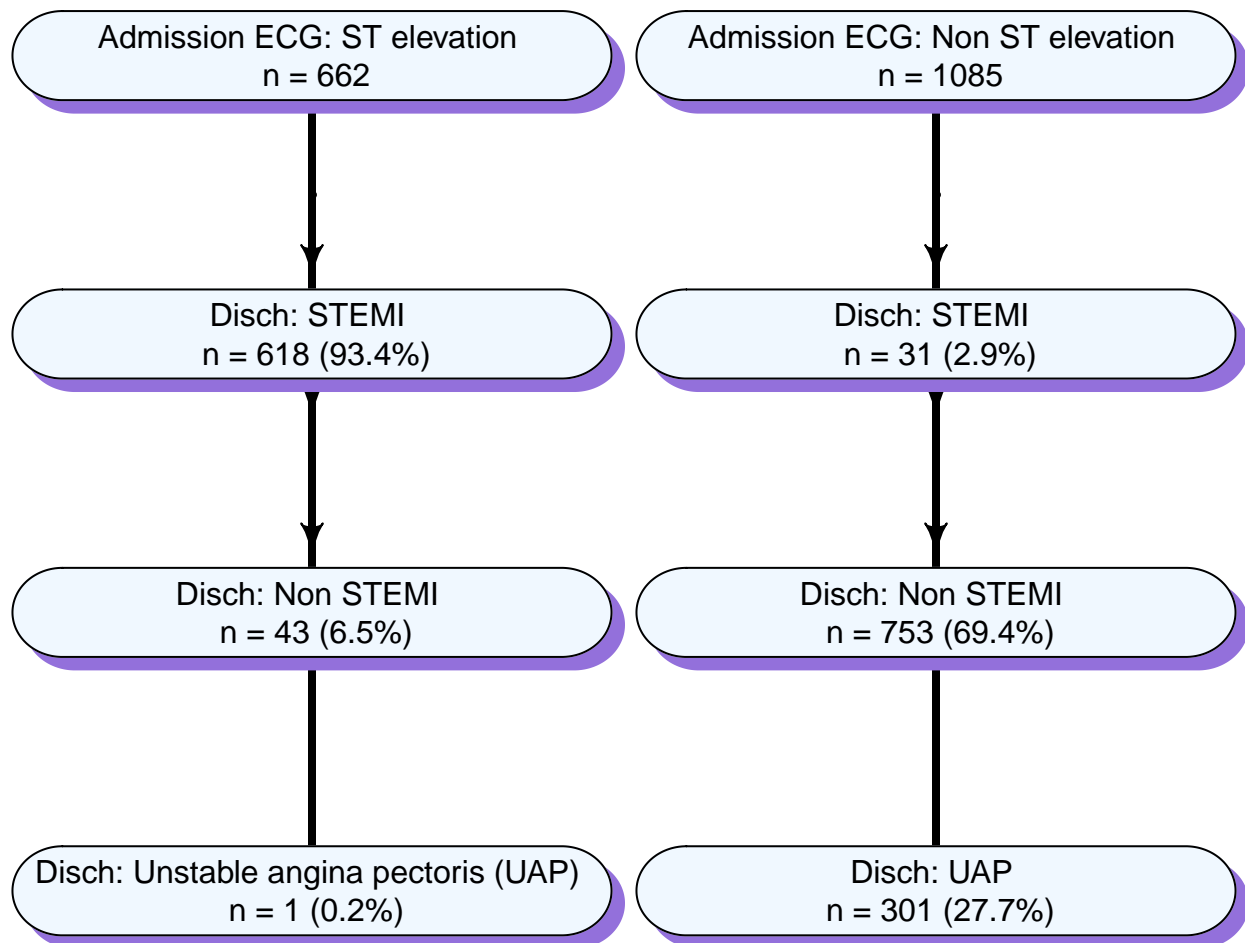 Admission ECG: ST elevation
n = 662
Admission ECG: Non ST elevation
n = 1085
Disch: STEMI
n = 618 (93.4%)
Disch: STEMI
n = 31 (2.9%)
Disch: Non STEMI
n = 43 (6.5%)
Disch: Non STEMI
n = 753 (69.4%)
Disch: Unstable angina pectoris (UAP)
n = 1 (0.2%)
Disch: UAP
n = 301 (27.7%)